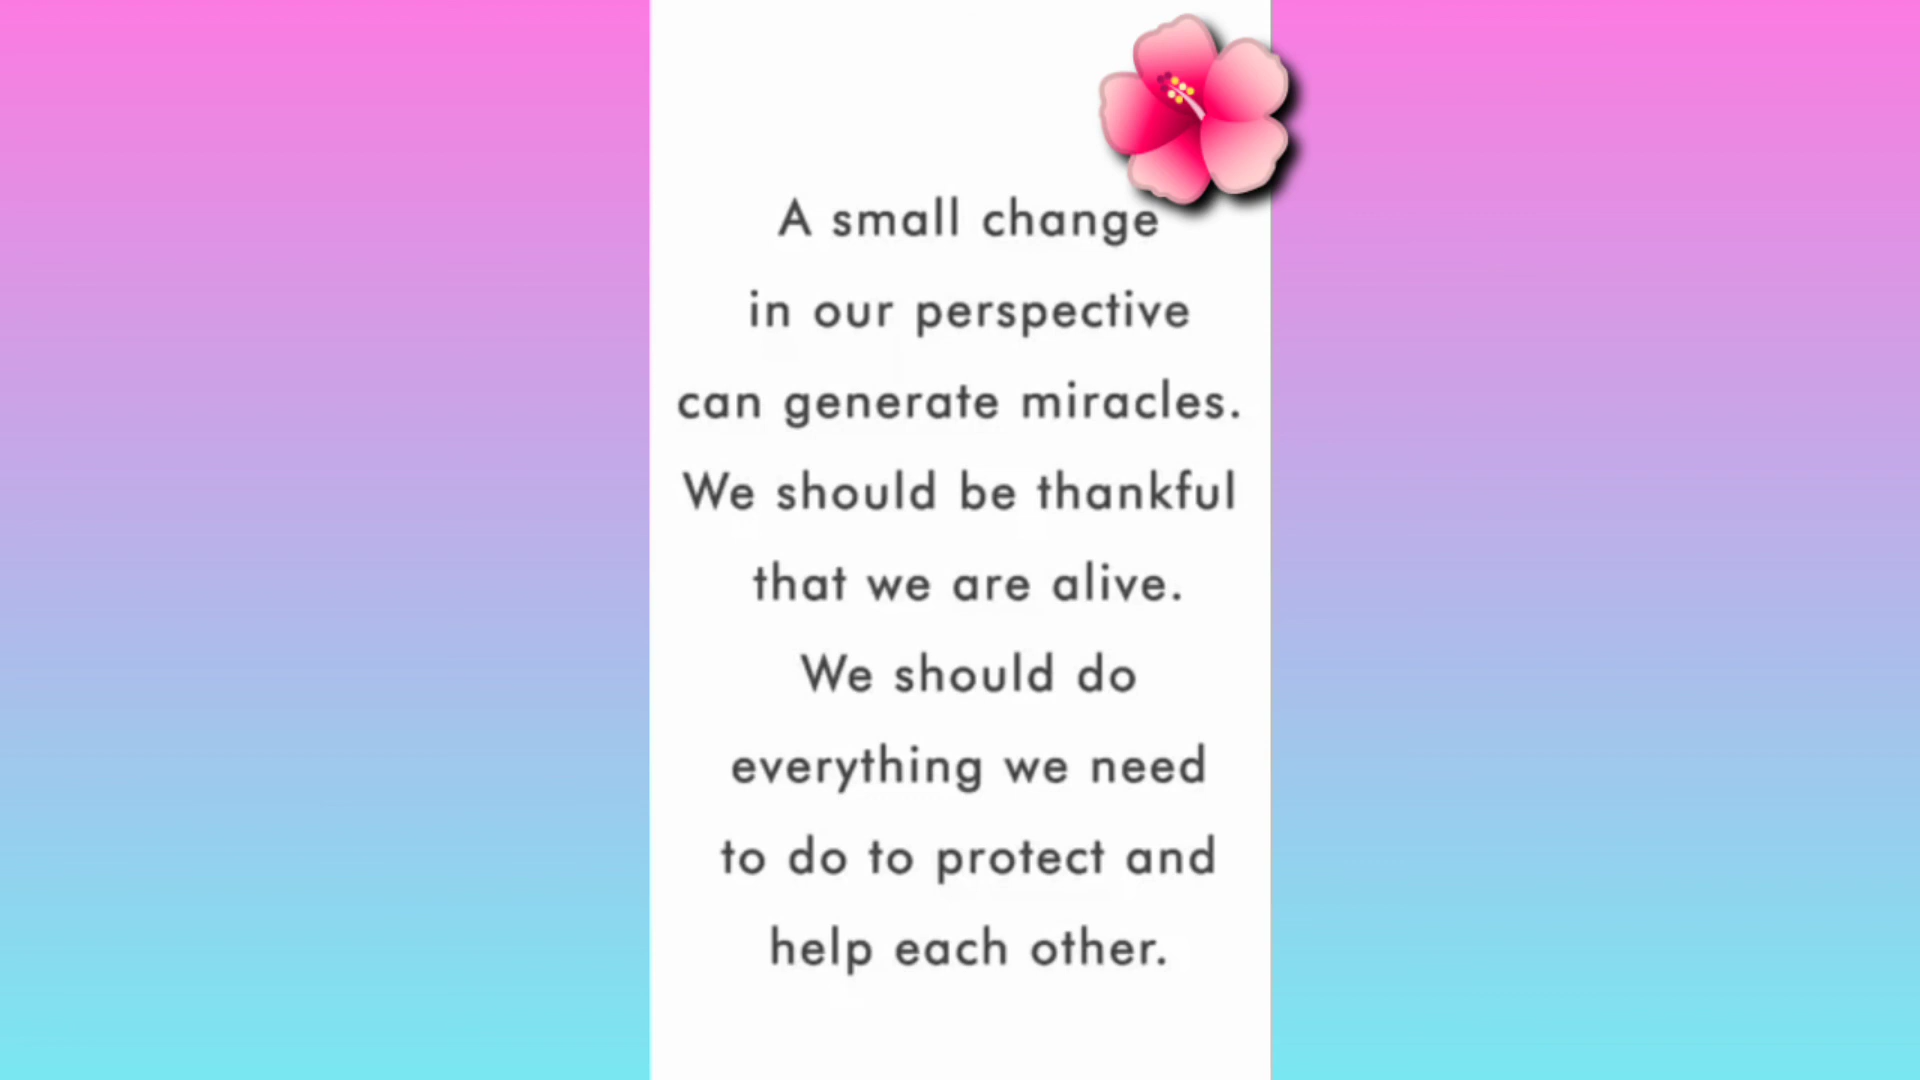 A small change
in our perspective
can generate miracles.
We should be thankful
that we are alive.
We should do
everything we need
to do to protect and
help each other.